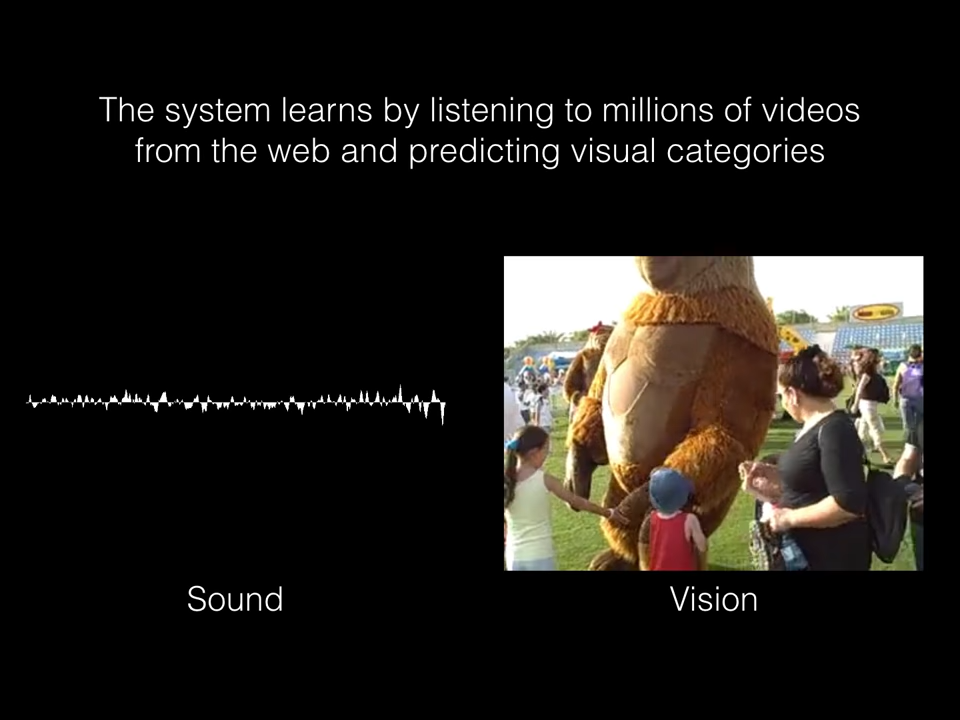 The system learns by listening to millions of videos
from the web and predicting visual categories
Sound
Vision